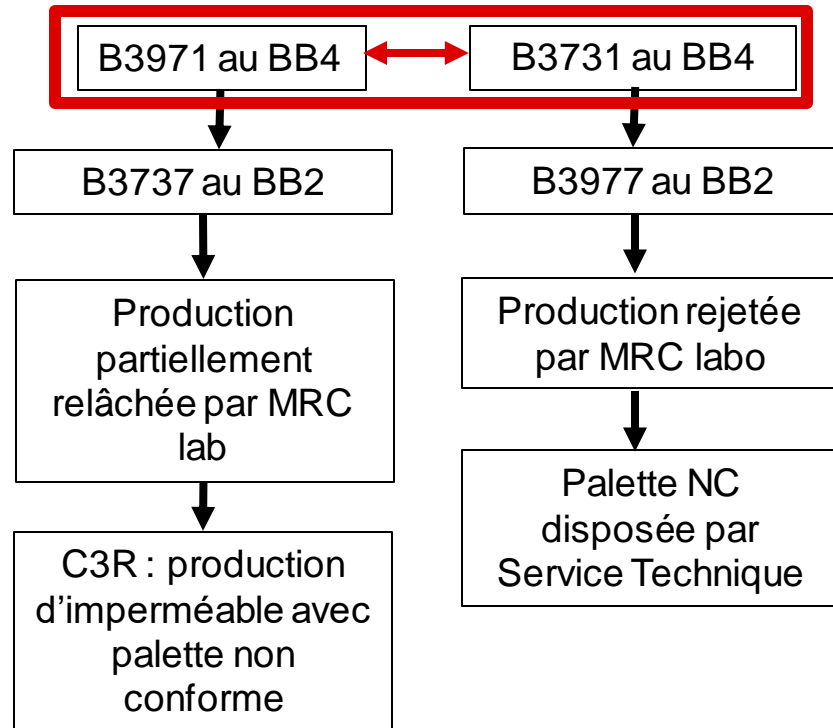 B3971 au BB4
B3731 au BB4
B3737 au BB2
B3977 au BB2
Production
partiellement
relâchée par MRC
lab
Production rejetée
par MRC labo
C3R : production
d'imperméable avec
palette non
conforme
Palette NC
disposée par
Service Technique